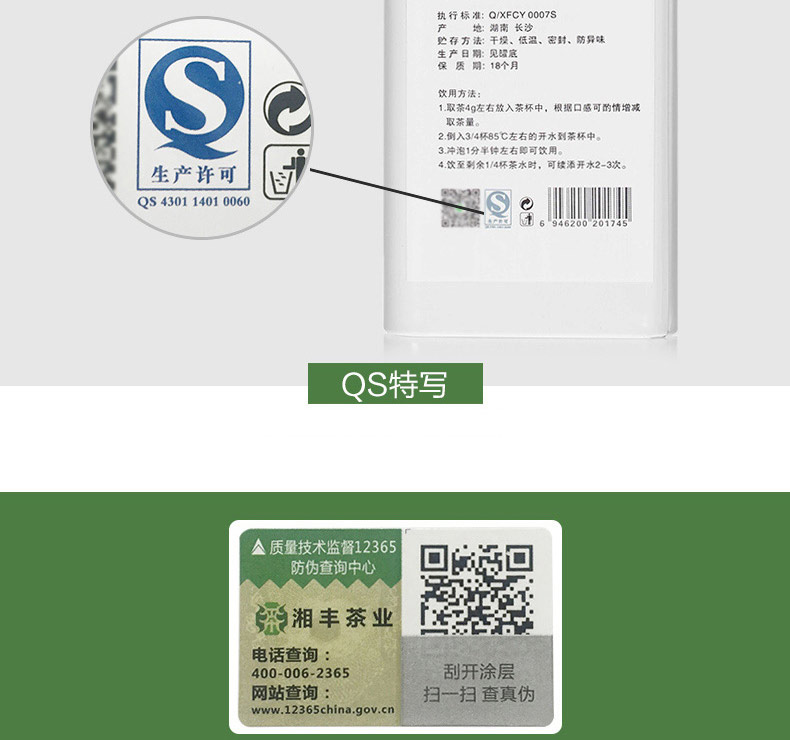 执行标准: Q/XFCY 0007S
产 地: 湖南 长沙
贮存方法: 干燥、低温、密封、防异味
生产日期: 见罐底
保质期: 18个月
饮用方法:
1.取茶4g左右放入茶杯中，根据口感可酌情增减
取茶量。
2.倒入3/4杯85℃左右的开水到茶杯中。
3.冲泡1分半钟左右即可饮用。
4.饮至剩余1/4杯茶水时，可续添开水2-3次。
生产许可
6 946200 201745
生产许可
QS 4301 1401 0060
QS特写
质量技术监督12365
防伪查询中心
湘丰茶业
电话查询：
400-006-2365
网站查询：
www.12365china.gov.cn
刮开涂层
扫一扫 查真伪